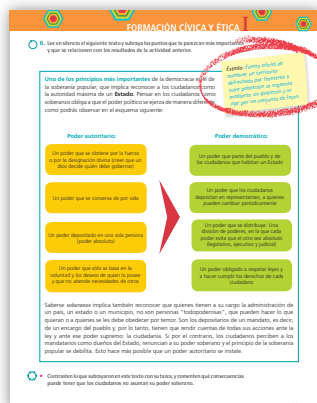 FORMACIÓN CÍVICA Y ÉTICA I
8. Lee en silencio el siguiente texto y subraya los puntos que te parezcan más importantes
y que se relacionen con los resultados de la actividad anterior.
Uno de los principios más importantes de la democracia es el de
la soberanía popular, que implica reconocer a los ciudadanos como
la autoridad máxima de un Estado. Pensar en los ciudadanos como
soberanos obliga a que el poder político se ejerza de manera diferente
como podrás observar en el esquema siguiente:
Estado: Forma oficial de
nombrar un territorio
delimitado por fronteras y
cuya población se organiza
mediante un gobierno y se
rige por un conjunto de leyes.
Poder autoritario:
Un poder que se obtiene por la fuerza
o por la designación divina (creer que un
dios decide quién debe gobernar)
Un poder que se conserva de por vida
Un poder depositado en una sola persona
(poder absoluto)
Un poder que sólo se basa en la
voluntad y los deseos de quien lo posee
y que no atiende necesidades de otros
Poder democrático:
Un poder que parte del pueblo y de
los ciudadanos que habitan un Estado
Un poder que los ciudadanos
depositan en representantes, a quienes
pueden cambiar periódicamente
Un poder que se distribuye: Una
división de poderes, en la que cada
poder evita que el otro sea absoluto
(legislativo, ejecutivo y judicial)
Un poder obligado a respetar leyes y
a hacer cumplir los derechos de cada
ciudadano
Saberse soberanos implica también reconocer que quienes tienen a su cargo la administración de
un país, un estado o un municipio, no son personas "todopoderosas", que pueden hacer lo que
quieran o a quienes se les debe obedecer por temor. Son los depositarios de un mandato, es decir,
de un encargo del pueblo y, por lo tanto, tienen que rendir cuentas de todas sus acciones ante la
ley y ante ese poder supremo: la ciudadanía. Si por el contrario, los ciudadanos perciben a los
mandatarios como dueños del Estado, renuncian a su poder soberano y el principio de la soberanía
popular se debilita. Esto hace más posible que un poder autoritario se instale.
Contrasten lo que subrayaron en este texto con su tarea, y comenten qué consecuencias
puede tener que los ciudadanos no asuman su poder soberano.